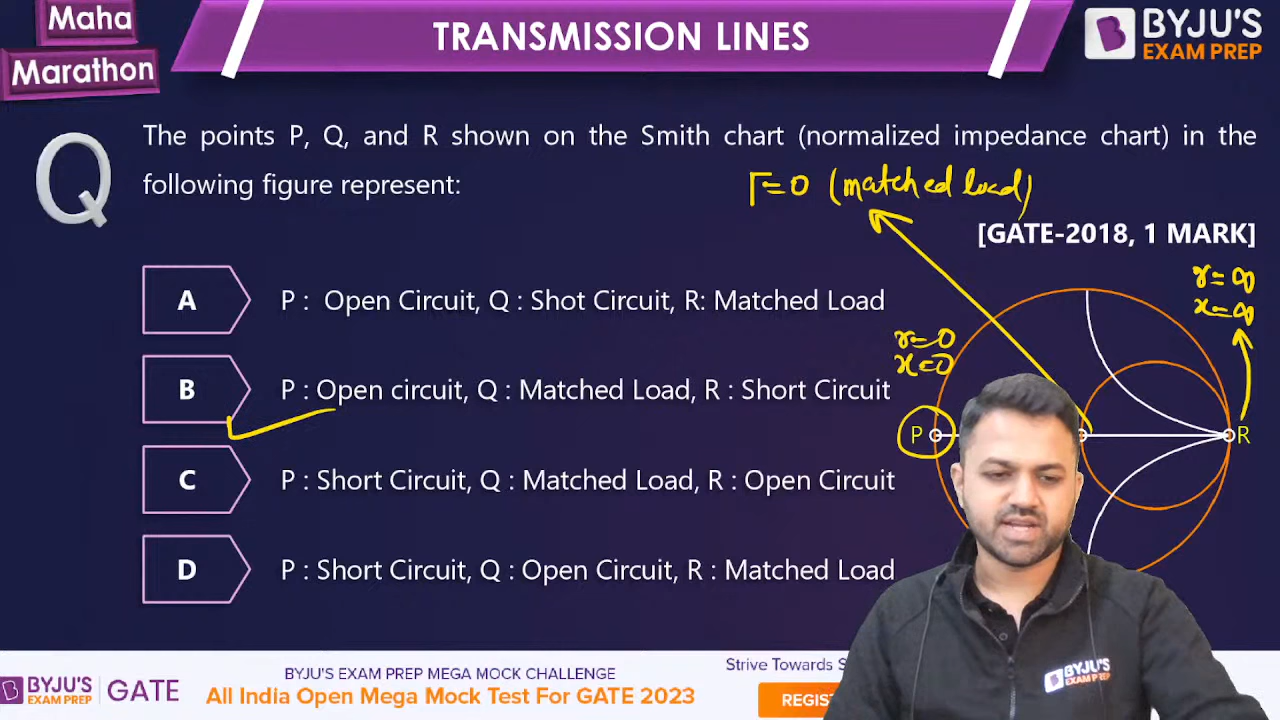 Maha
Marathon
TRANSMISSION LINES
BYJU'S
EXAM PREP
Q
The points P, Q, and R shown on the Smith chart (normalized impedance chart) in the
following figure represent:
Γ=0 (matched load)
[GATE-2018, 1 MARK]
A
P : Open Circuit, Q : Shot Circuit, R: Matched Load
B
P : Open circuit, Q : Matched Load, R : Short Circuit
C
P : Short Circuit, Q : Matched Load, R : Open Circuit
D
P : Short Circuit, Q : Open Circuit, R : Matched Load
r=∞
x=∞
r=0
x=0
P
R
BYJU'S
EXAM PREP
BYJU'S
EXAM PREP
GATE
BYJU'S EXAM PREP MEGA MOCK CHALLENGE
All India Open Mega Mock Test For GATE 2023
Strive Towards